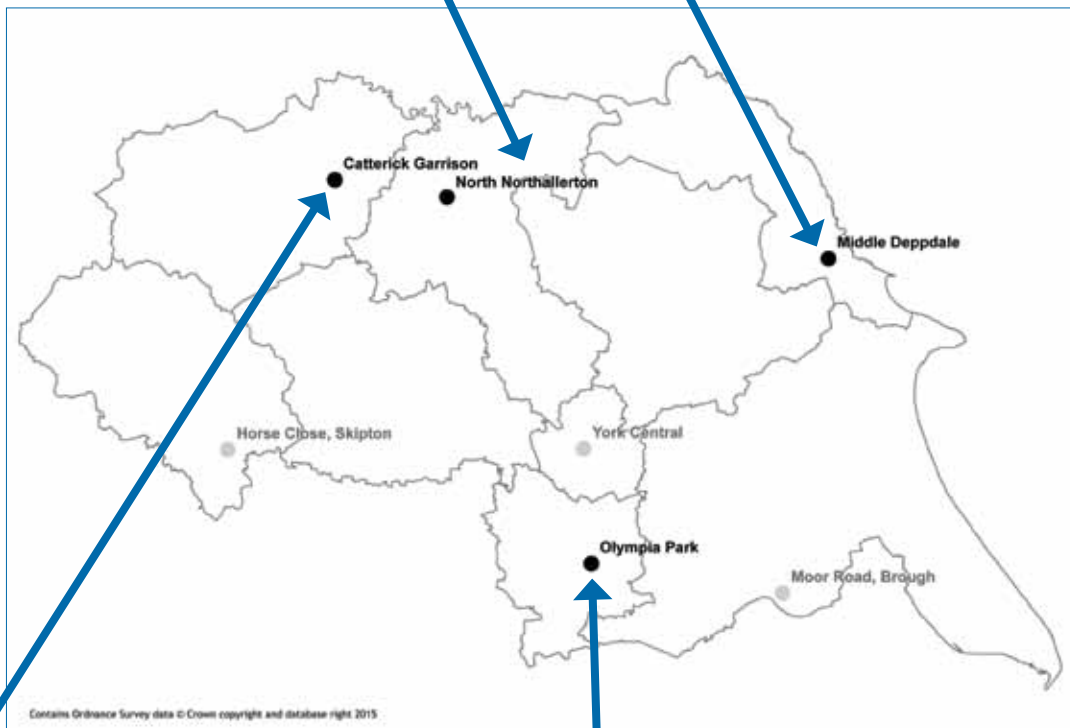 Catterick Garrison
North Northallerton
Middle Deppdale
Horse Close, Skipton
York Central
Olympia Park
Moor Road, Brough
Contains Ordnance Survey data © Crown copyright and database right 2015